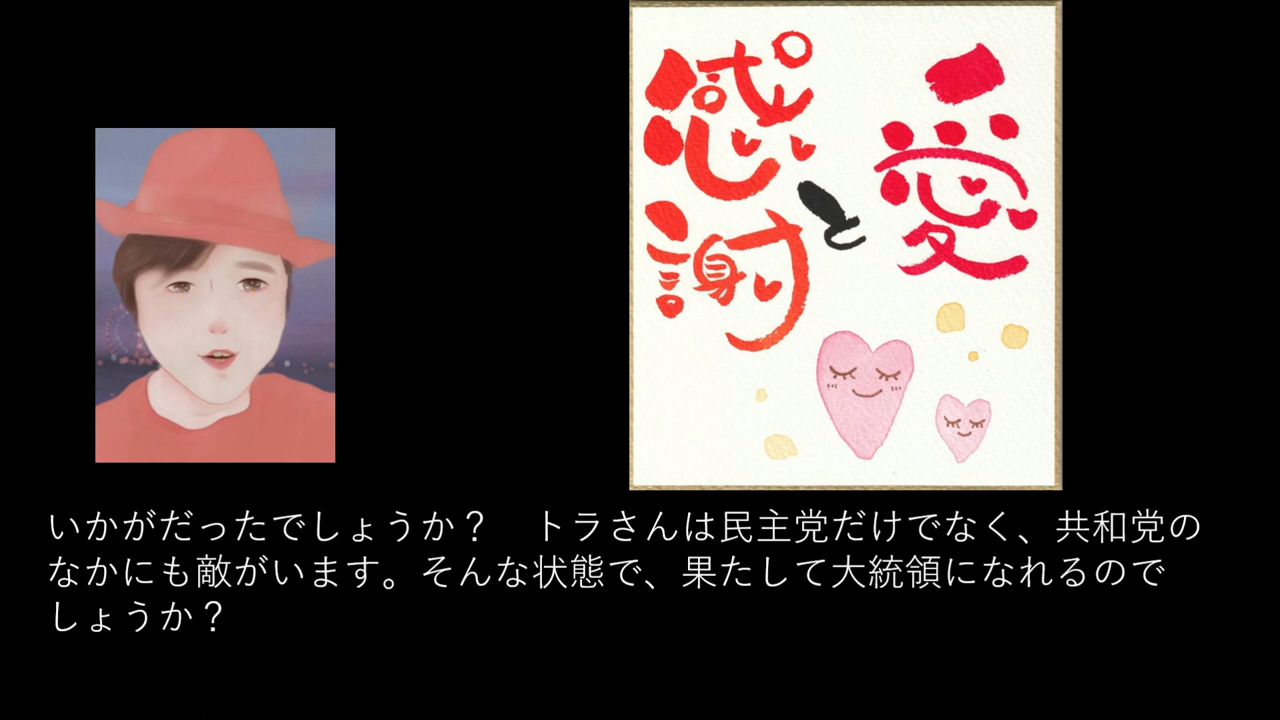 愛
と
感謝
いかがだったでしょうか？　トラさんは民主党だけでなく、共和党の
なかにも敵がいます。そんな状態で、果たして大統領になれるので
しょうか？